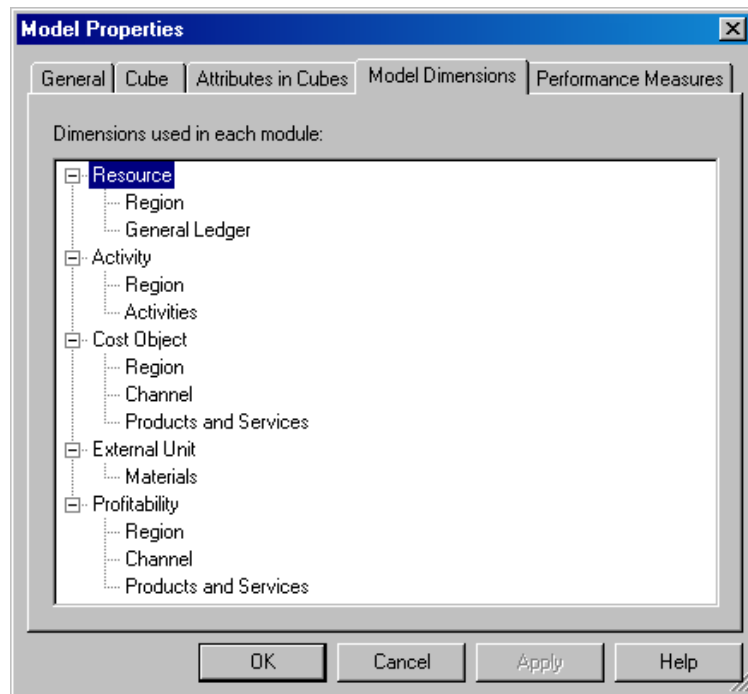 Model Properties
General Cube Attributes in Cubes Model Dimensions Performance Measures
Dimensions used in each module:
Resource
Region
General Ledger
Activity
Region
Activities
Cost Object
Region
Channel
Products and Services
External Unit
Materials
Profitability
Region
Channel
Products and Services
OK Cancel Apply Help